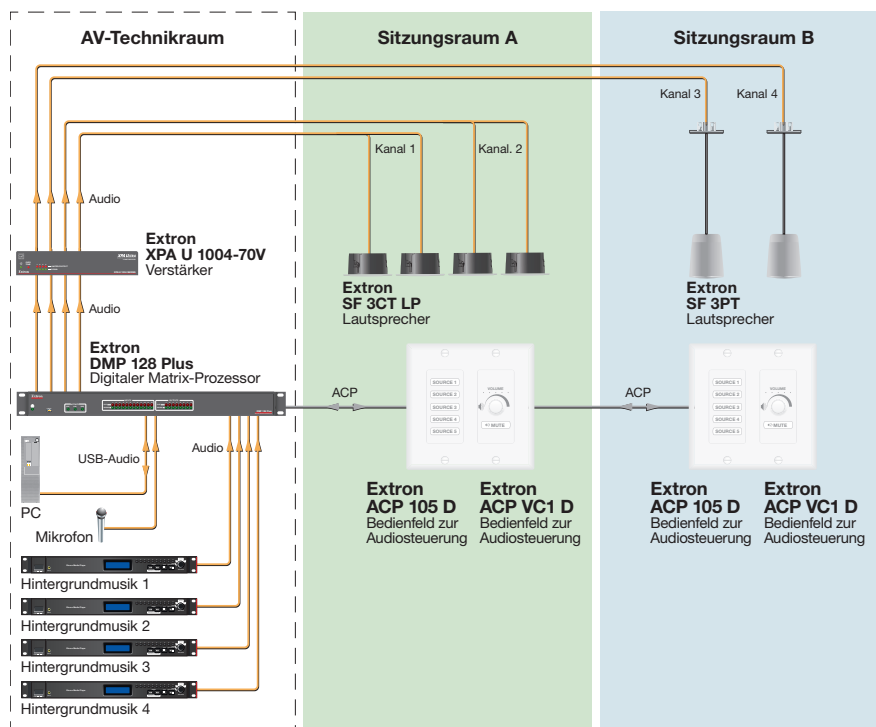 AV-Technikraum
Sitzungsraum A
Sitzungsraum B
Kanal 3
Kanal 4
Kanal 1
Kanal. 2
Audio
Extron
XPA U 1004-70V
Verstärker
Audio
Extron
SF 3CT LP
Lautsprecher
Extron
SF 3PT
Lautsprecher
Extron
DMP 128 Plus
Digitaler Matrix-Prozessor
ACP
SOURCE 1
SOURCE 2
SOURCE 3
SOURCE 4
SOURCE 5
VOLUME
MUTE
ACP
SOURCE 1
SOURCE 2
SOURCE 3
SOURCE 4
SOURCE 5
VOLUME
MUTE
USB-Audio
Audio
PC
Mikrofon
Extron
ACP 105 D
Bedienfeld zur
Audiosteuerung
Extron
ACP VC1 D
Bedienfeld zur
Audiosteuerung
Extron
ACP 105 D
Bedienfeld zur
Audiosteuerung
Extron
ACP VC1 D
Bedienfeld zur
Audiosteuerung
Hintergrundmusik 1
Hintergrundmusik 2
Hintergrundmusik 3
Hintergrundmusik 4